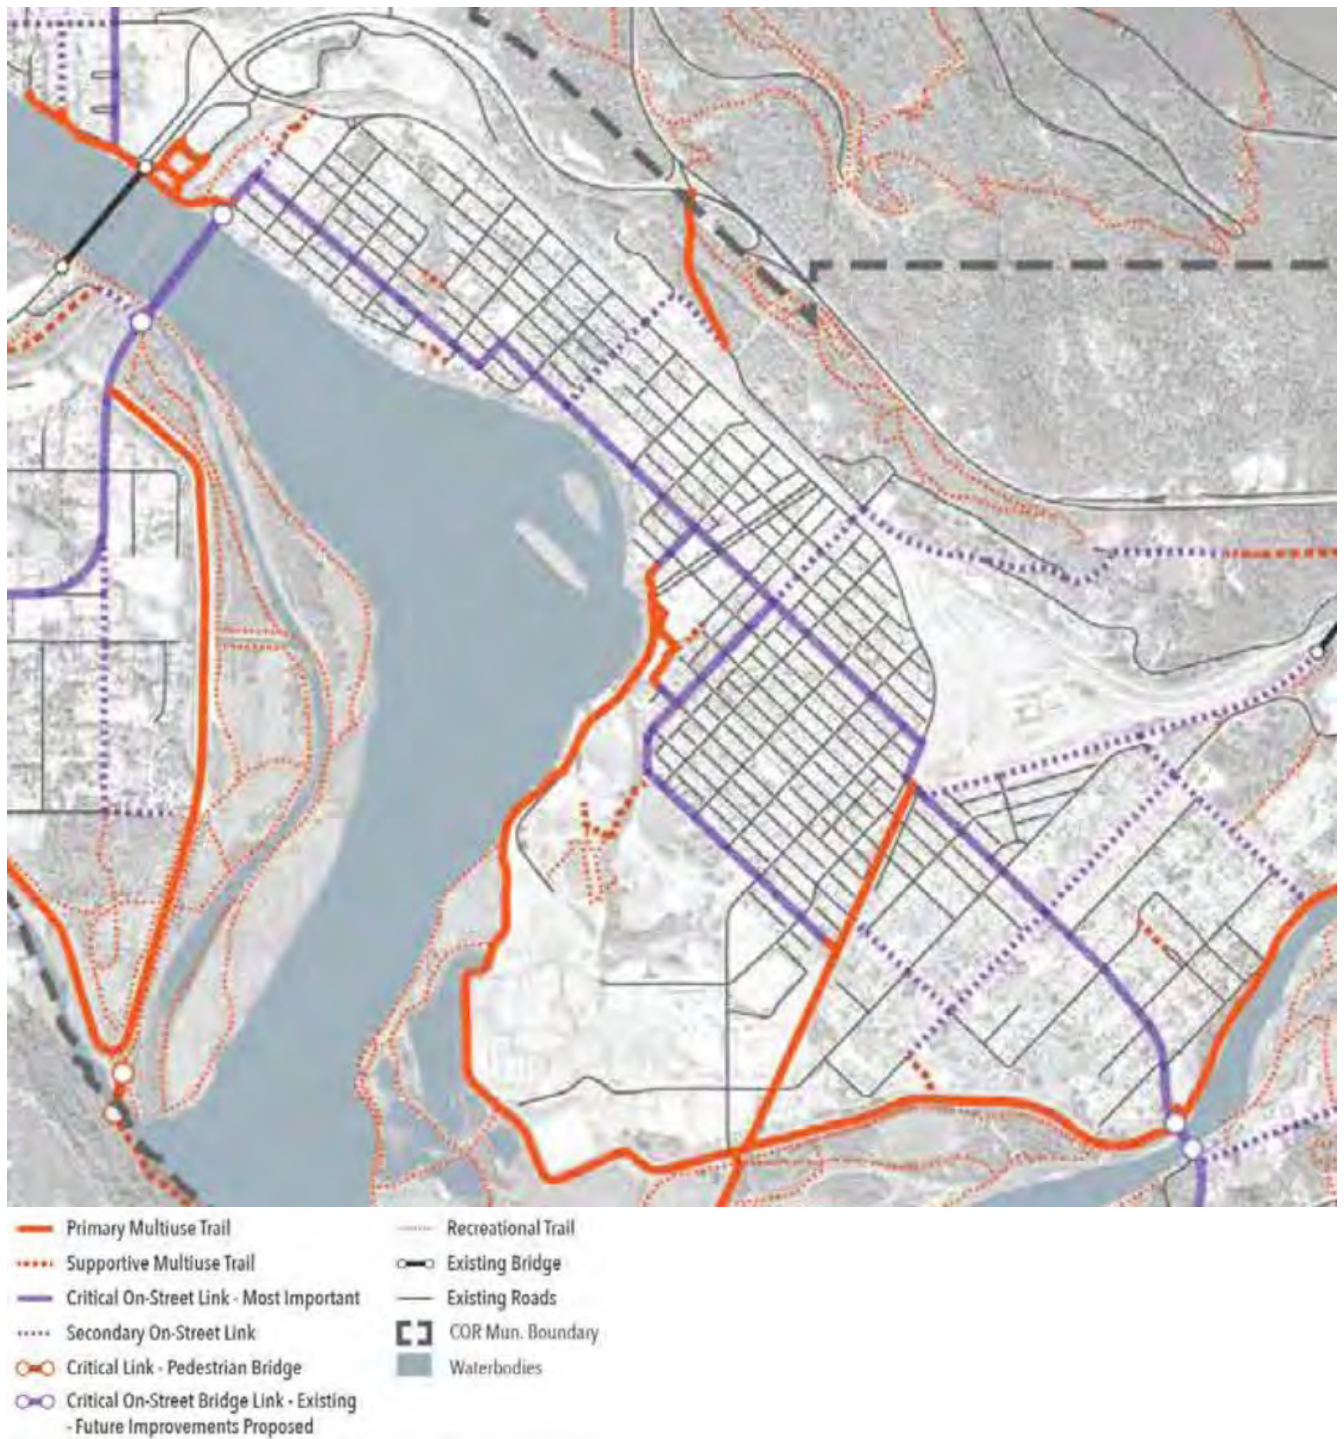 Primary Multiuse Trail
Supportive Multiuse Trail
Critical On-Street Link - Most Important
Secondary On-Street Link
Critical Link - Pedestrian Bridge
Critical On-Street Bridge Link - Existing
- Future Improvements Proposed
Recreational Trail
Existing Bridge
Existing Roads
COR Mun. Boundary
Waterbodies